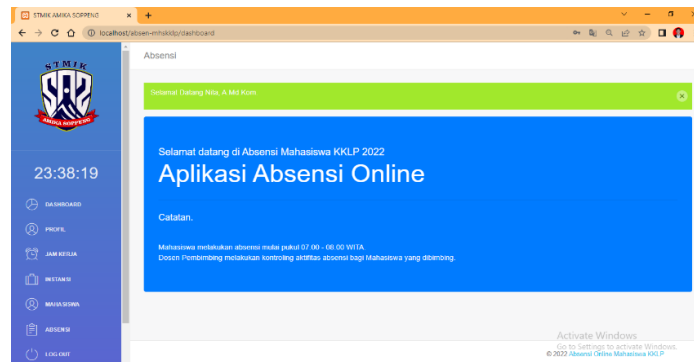 STMIK AMIKA SOPPENG
localhost/absen-mhskklp/dashboard
STMIK
AMIKA SOPPENG
23:38:19
DASHBOARD
PROFIL
JAM KERJA
INSTANSI
MAHASISWA
ABSENSI
LOG OUT
Absensi
Selamat Datang Nila, A.Md.Kom
Selamat datang di Absensi Mahasiswa KKLP 2022
Aplikasi Absensi Online
Catatan.
Mahasiswa melakukan absensi mulai pukul 07.00 - 08.00 WITA
Dosen Pembimbing melakukan kontroling aktifitas absensi bagi Mahasiswa yang dibimbing.
Activate Windows
Go to Settings to activate Windows.
© 2022 Absensi Online Mahasiswa KKLP